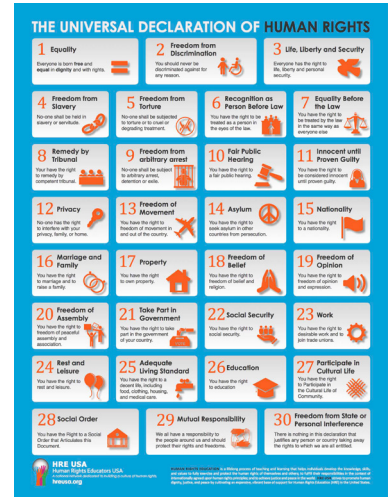 THE UNIVERSAL DECLARATION OF HUMAN RIGHTS
1 Equality
Everyone is born free and
equal in dignity and with rights.
2 Freedom from
Discrimination
You should never be
discriminated against for
any reason.
3 Life, Liberty and Security
Everyone has the right to
life, liberty and personal
security.
4 Freedom from
Slavery
No-one shall be held in
slavery or servitude.
5 Freedom from
Torture
No-one shall be subjected
to torture or to cruel or
degrading treatment.
6 Recognition as
Person Before Law
You have the right to be
treated as a person in
the eyes of the law.
7 Equality Before
the Law
You have the right to
be treated by the law
in the same way as
everyone else
8 Remedy by
Tribunal
Your have the right
to remedy by
competent tribunal.
9 Freedom from
arbitrary arrest
No-one shall be subject
to arbitrary arrest,
detention or exile.
10 Fair Public
Hearing
You have the right to
a fair public hearing.
11 Innocent until
Proven Guilty
You have the right to
be considered innocent
until proven guilty.
12 Privacy
No-one has the right
to interfere with your
privacy, family, or home.
13 Freedom of
Movement
You have the right to
freedom of movement in
and out of the country.
14 Asylum
You have the right to
seek asylum in other
countries from persecution.
15 Nationality
You have the right
to a nationality.
16 Marriage and
Family
You have the right
to marriage and to
raise a family.
17 Property
You have the right
to own property.
18 Freedom of
Belief
You have the right to
freedom of belief and
religion.
19 Freedom of
Opinion
You have the right to
freedom of opinion
and expression.
20 Freedom of
Assembly
You have the right to
freedom of peaceful
assembly and
association.
21 Take Part in
Government
You have the right to take
part in the government
of your country.
22 Social Security
You have the right to
social security.
23 Work
You have the right to
desirable work and to
join trade unions.
24 Rest and
Leisure
You have the right to
rest and leisure.
25 Adequate
Living Standard
You have the right to a
decent life, including
food, clothing, housing,
and medical care.
26 Education
You have the right
to education
27 Participate in
Cultural Life
You have the right
to Participate in
the Cultural Life of
Community.
28 Social Order
You have the Right to a Social
Order that Articulates this
Document.
29 Mutual Responsibility
We all have a responsibility to
the people around us and should
protect their rights and freedoms.
30 Freedom from State or
Personal Interference
There is nothing in this declaration that
justifies any person or country taking away
the rights to which we are all entitled.
HRE USA
Human Rights Educators USA
hreusa.org